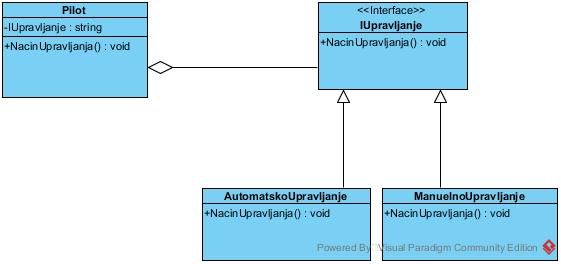 Pilot
-IUpravljanje : string
+NacinUpravljanja() : void
<<Interface>>
IUpravljanje
+NacinUpravljanja() : void
AutomatskoUpravljanje
+NacinUpravljanja() : void
ManuelnoUpravljanje
+NacinUpravljanja() : void
Powered By Visual Paradigm Community Edition